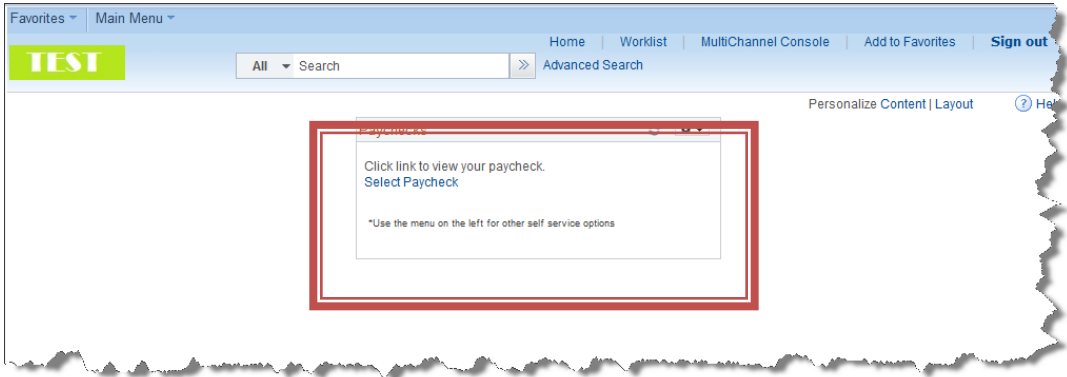 Favorites Main Menu
Home Worklist MultiChannel Console Add to Favorites Sign out
TEST
All Search
Advanced Search
Personalize Content | Layout ? Hel
Paychecks
Click link to view your paycheck.
Select Paycheck
*Use the menu on the left for other self service options